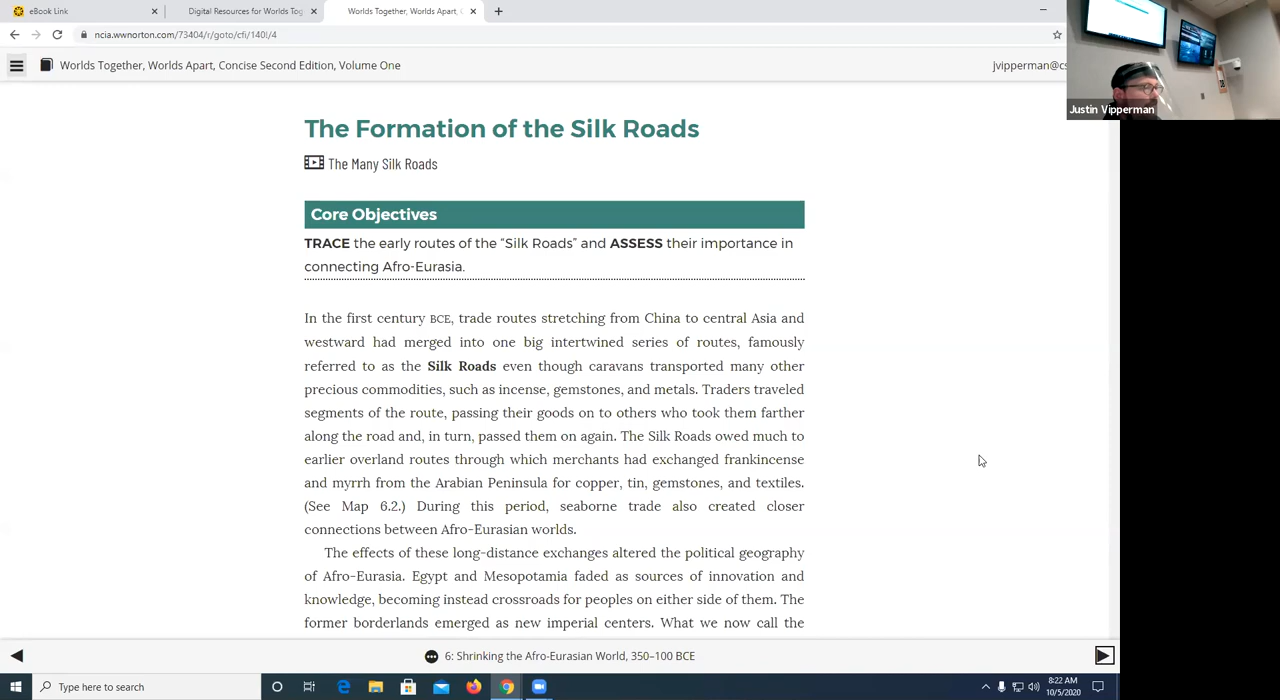 eBook Link
Digital Resources for Worlds Tog
Worlds Together, Worlds Apart, C
ncia.wwnorton.com/73404/r/goto/cfi/140!/4
Worlds Together, Worlds Apart, Concise Second Edition, Volume One
jvipperman@cs
Justin Vipperman
The Formation of the Silk Roads
The Many Silk Roads
Core Objectives
TRACE the early routes of the “Silk Roads” and ASSESS their importance in
connecting Afro-Eurasia.
In the first century BCE, trade routes stretching from China to central Asia and
westward had merged into one big intertwined series of routes, famously
referred to as the Silk Roads even though caravans transported many other
precious commodities, such as incense, gemstones, and metals. Traders traveled
segments of the route, passing their goods on to others who took them farther
along the road and, in turn, passed them on again. The Silk Roads owed much to
earlier overland routes through which merchants had exchanged frankincense
and myrrh from the Arabian Peninsula for copper, tin, gemstones, and textiles.
(See Map 6.2.) During this period, seaborne trade also created closer
connections between Afro-Eurasian worlds.
The effects of these long-distance exchanges altered the political geography
of Afro-Eurasia. Egypt and Mesopotamia faded as sources of innovation and
knowledge, becoming instead crossroads for peoples on either side of them. The
former borderlands emerged as new imperial centers. What we now call the
6: Shrinking the Afro-Eurasian World, 350–100 BCE
Type here to search
8:22 AM
10/5/2020